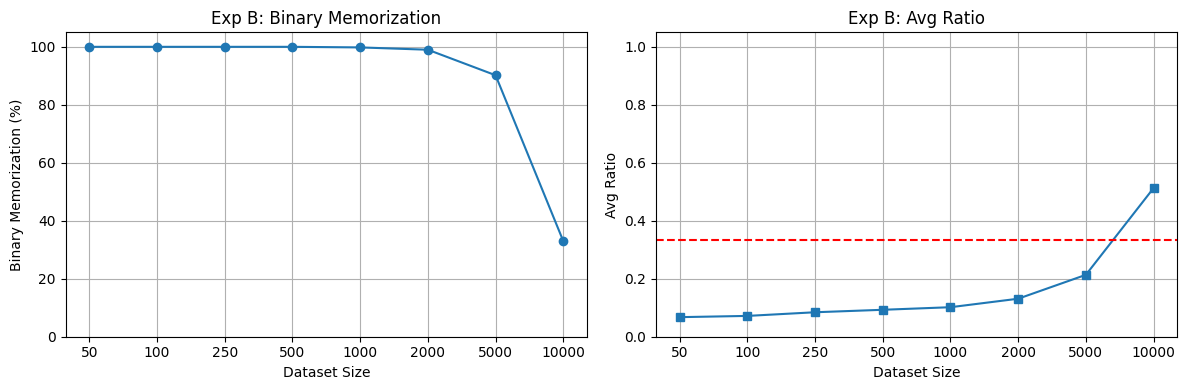 Exp B: Binary Memorization
Binary Memorization (%)
100
80
60
40
20
0
50 100 250 500 1000 2000 5000 10000
Dataset Size
Exp B: Avg Ratio
Avg Ratio
1.0
0.8
0.6
0.4
0.2
0.0
50 100 250 500 1000 2000 5000 10000
Dataset Size